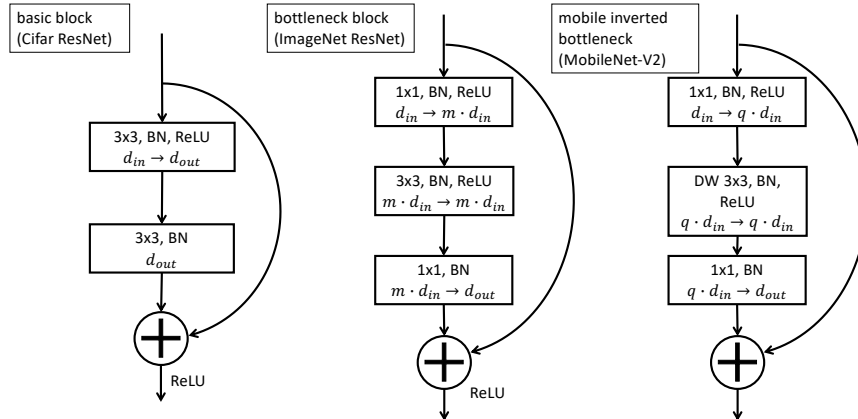 basic block
(Cifar ResNet)
3x3, BN, ReLU
d_in → d_out
3x3, BN
d_out
ReLU
bottleneck block
(ImageNet ResNet)
1x1, BN, ReLU
d_in → m · d_in
3x3, BN, ReLU
m · d_in → m · d_in
1x1, BN
m · d_in → d_out
ReLU
mobile inverted
bottleneck
(MobileNet-V2)
1x1, BN, ReLU
d_in → q · d_in
DW 3x3, BN,
ReLU
q · d_in → q · d_in
1x1, BN
q · d_in → d_out